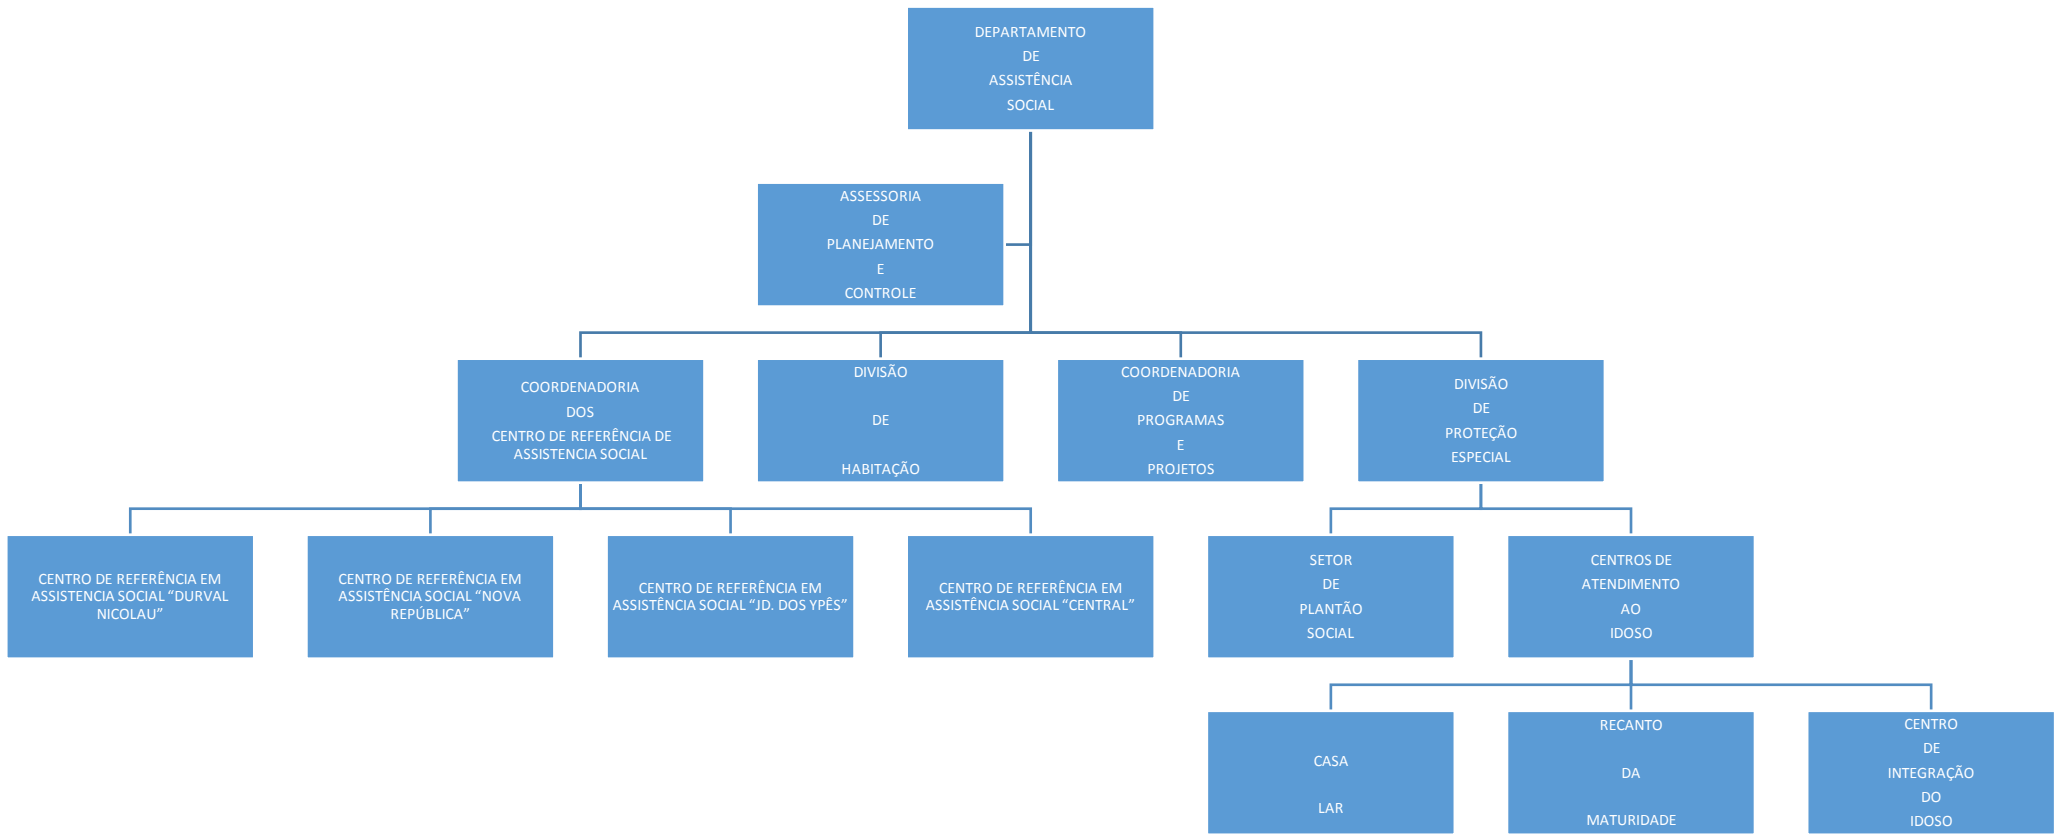 DEPARTAMENTO
DE
ASSISTÊNCIA
SOCIAL
ASSESSORIA
DE
PLANEJAMENTO
E
CONTROLE
COORDENADORIA
DOS
CENTRO DE REFERÊNCIA DE
ASSISTENCIA SOCIAL
DIVISÃO
DE
HABITAÇÃO
COORDENADORIA
DE
PROGRAMAS
E
PROJETOS
DIVISÃO
DE
PROTEÇÃO
ESPECIAL
CENTRO DE REFERÊNCIA EM
ASSISTENCIA SOCIAL “DURVAL
NICOLAU”
CENTRO DE REFERÊNCIA EM
ASSISTÊNCIA SOCIAL “NOVA
REPÚBLICA”
CENTRO DE REFERÊNCIA EM
ASSISTÊNCIA SOCIAL “JD. DOS YPÊS”
CENTRO DE REFERÊNCIA EM
ASSISTÊNCIA SOCIAL “CENTRAL”
SETOR
DE
PLANTÃO
SOCIAL
CENTROS DE
ATENDIMENTO
AO
IDOSO
CASA
LAR
RECANTO
DA
MATURIDADE
CENTRO
DE
INTEGRAÇÃO
DO
IDOSO